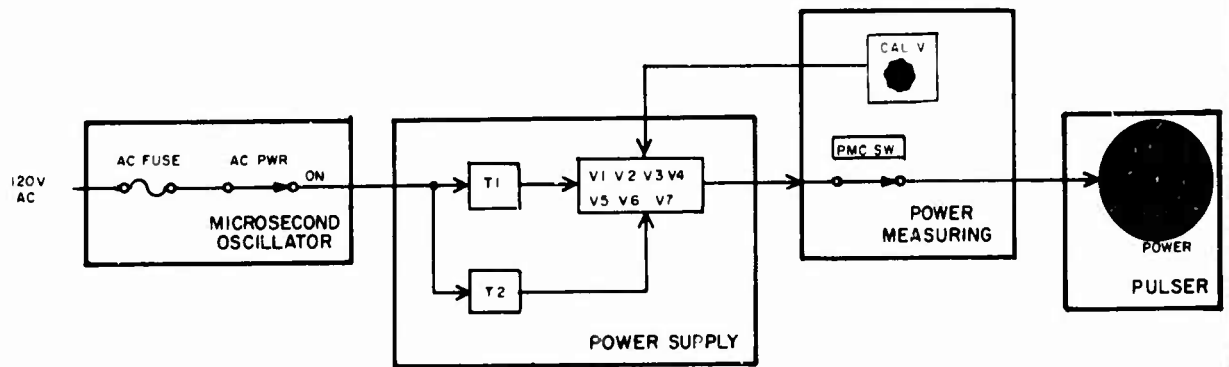 120V
AC
AC FUSE
AC PWR
ON
MICROSECOND
OSCILLATOR
T1
T2
V1 V2 V3 V4
V5 V6 V7
POWER SUPPLY
CAL V
PMC SW
POWER
MEASURING
POWER
PULSER